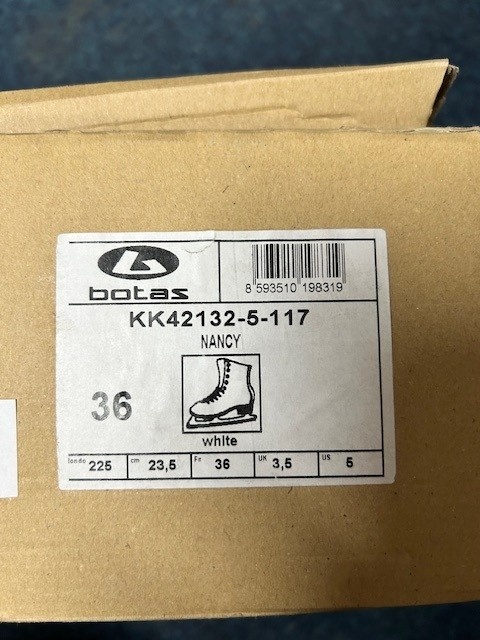 botas
8 593510 198319
KK42132-5-117
NANCY
36
white
225 cm 23,5 Fr 36 UK 3,5 US 5